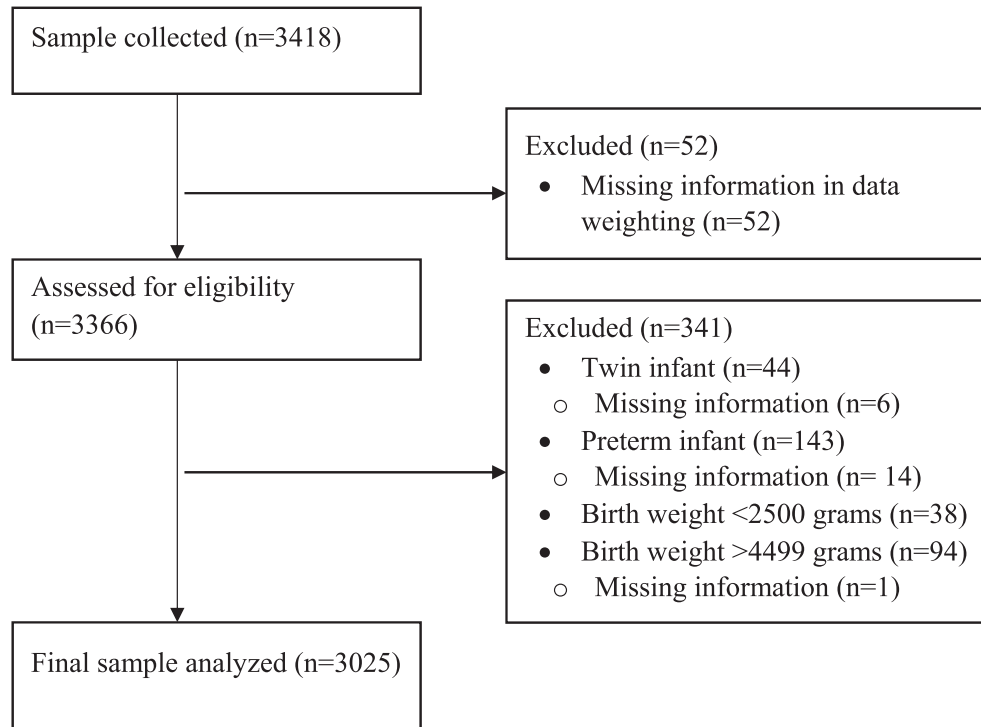 Sample collected (n=3418)
Excluded (n=52)
• Missing information in data
weighting (n=52)
Assessed for eligibility
(n=3366)
Excluded (n=341)
• Twin infant (n=44)
o Missing information (n=6)
• Preterm infant (n=143)
o Missing information (n= 14)
• Birth weight <2500 grams (n=38)
• Birth weight >4499 grams (n=94)
o Missing information (n=1)
Final sample analyzed (n=3025)